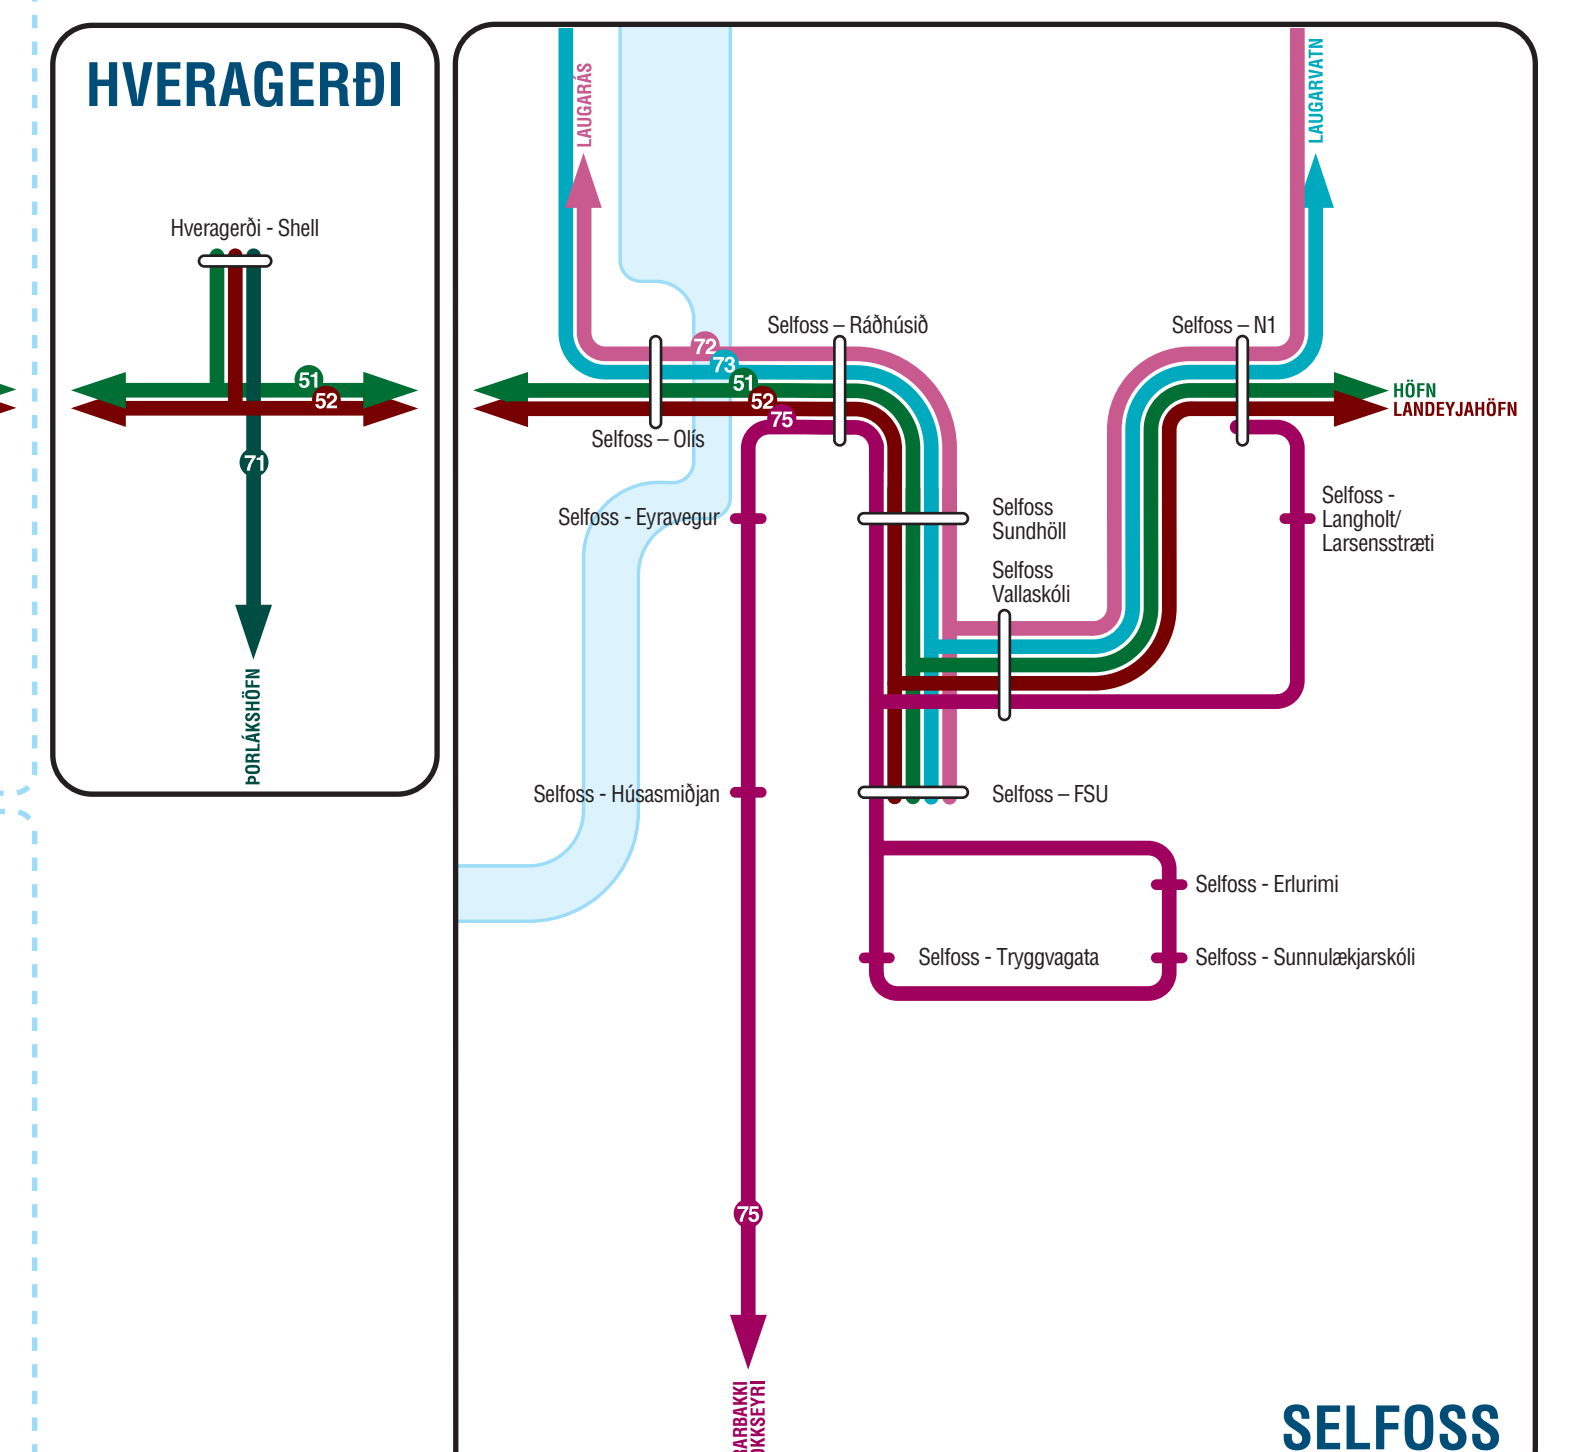 HVERAGERÐI
Hveragerði - Shell
51
52
71
ÞORLÁKSHÖFN
LAUGARÁS
LAUGARVATN
Selfoss – Ráðhúsið
Selfoss – N1
72
73
51
52
75
HÖFN
LANDEYJAHÖFN
Selfoss – Olís
Selfoss - Eyravegur
Selfoss
Sundhöll
Selfoss -
Langholt/
Larsensstræti
Selfoss
Vallaskóli
Selfoss - Húsasmiðjan
Selfoss – FSU
Selfoss - Erlurimi
Selfoss - Tryggvagata
Selfoss - Sunnulækjarskóli
75
SELFOSS